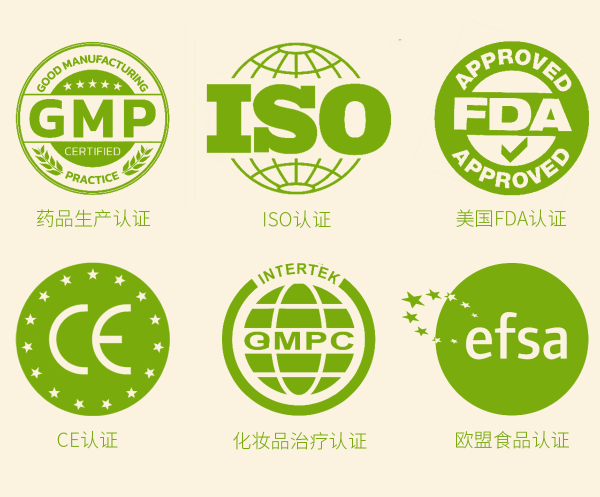 GOOD MANUFACTURING
GMP
CERTIFIED
PRACTICE
药品生产认证
ISO
ISO认证
APPROVED
FDA
APPROVED
美国FDA认证
CE
CE认证
INTERTEK
GMPC
化妆品治疗认证
efsa
欧盟食品认证